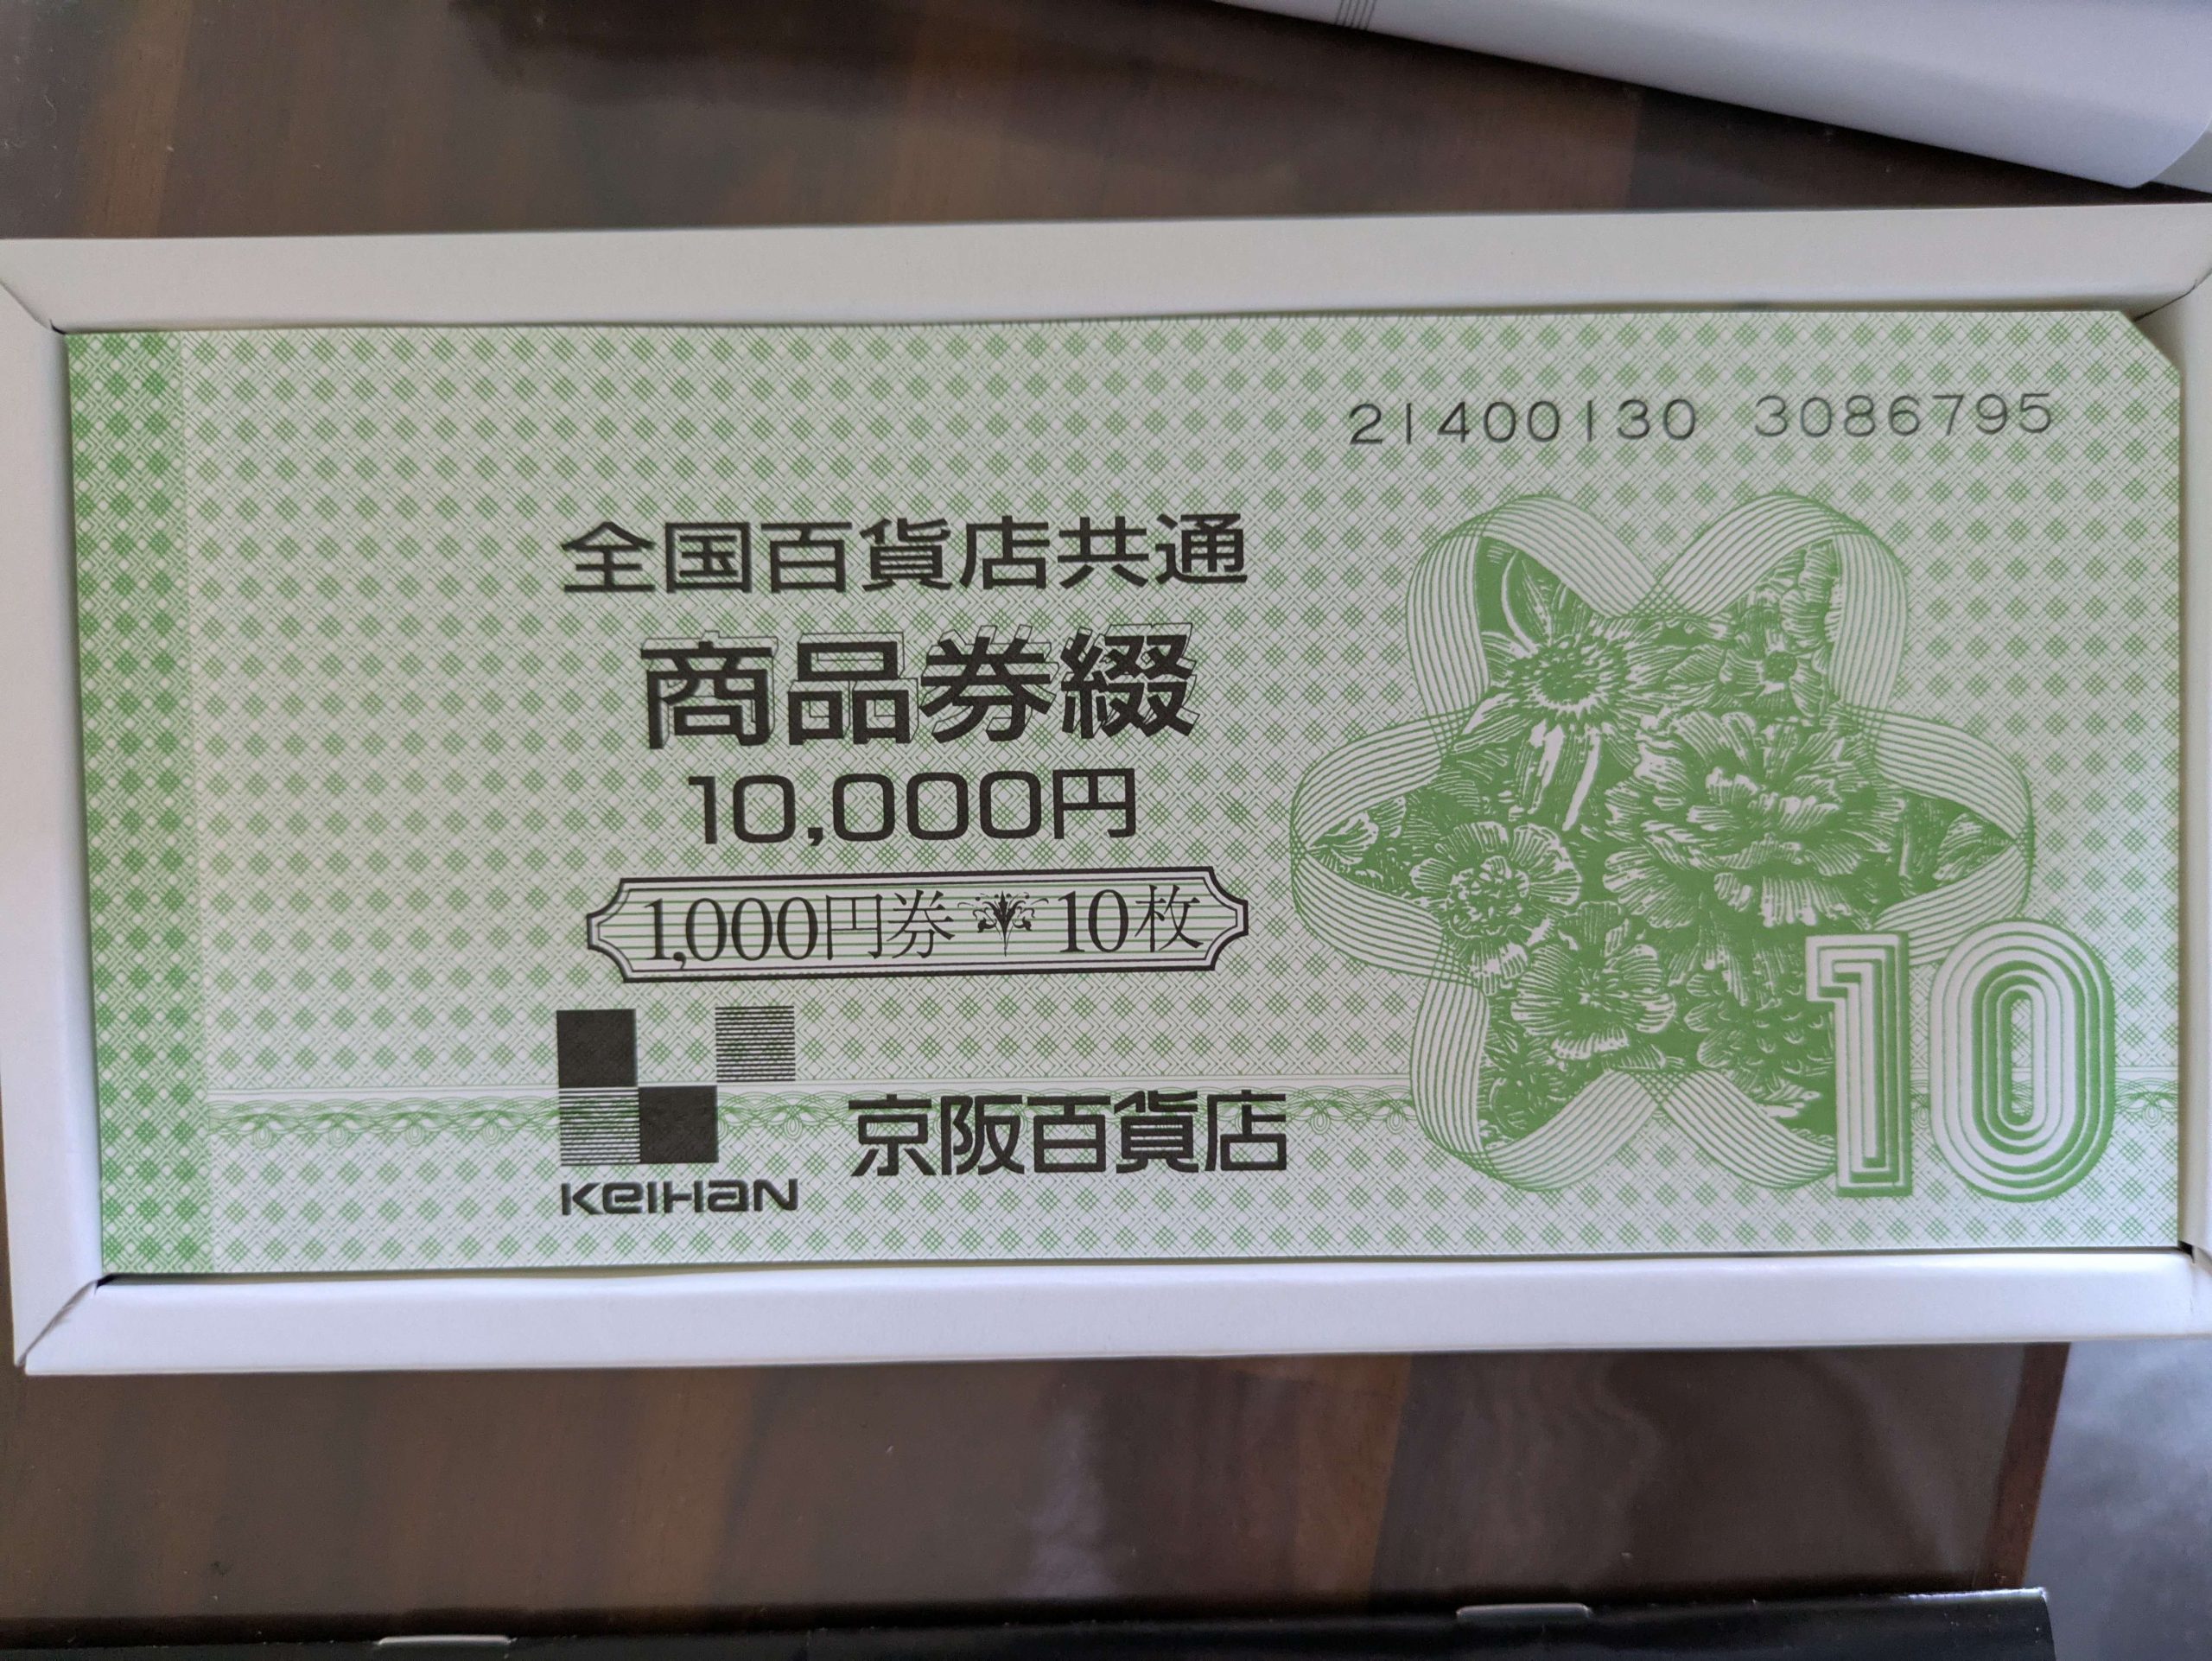 21400130 3086795
全国百貨店共通
商品券綴
10,000円
1,000円券 10枚
KEIHAN
京阪百貨店
10